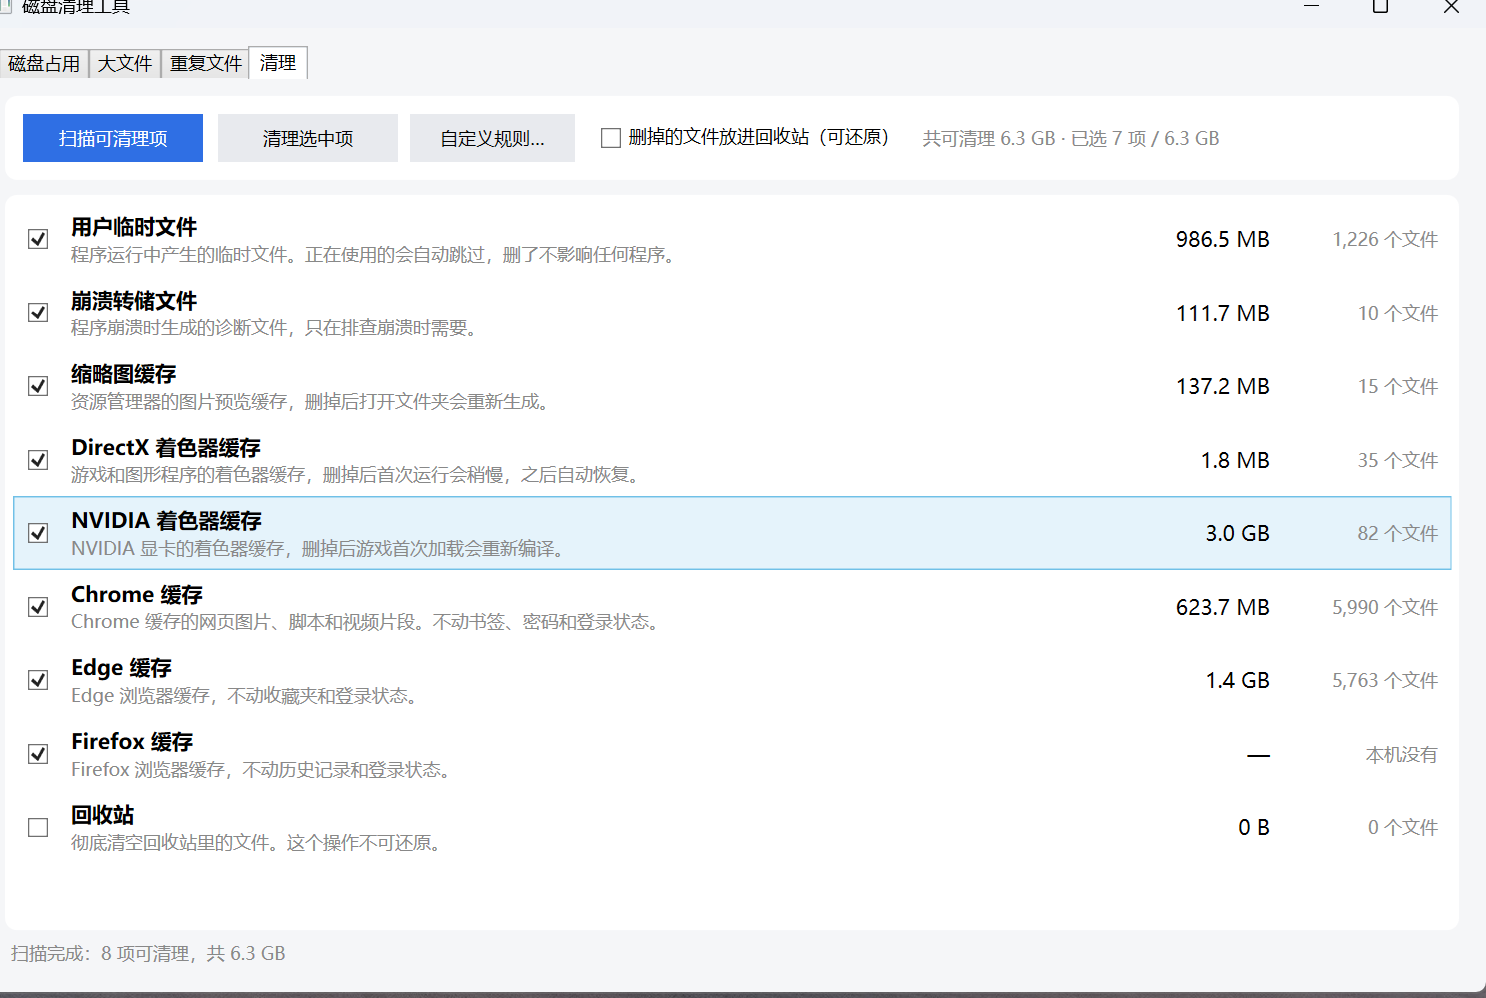 磁盘清理工具
磁盘占用 大文件 重复文件 清理
扫描可清理项 清理选中项 自定义规则... 删掉的文件放进回收站（可还原） 共可清理 6.3 GB · 已选 7 项 / 6.3 GB
用户临时文件
程序运行中产生的临时文件。正在使用的会自动跳过，删了不影响任何程序。
986.5 MB 1,226 个文件
崩溃转储文件
程序崩溃时生成的诊断文件，只在排查崩溃时需要。
111.7 MB 10 个文件
缩略图缓存
资源管理器的图片预览缓存，删掉后打开文件夹会重新生成。
137.2 MB 15 个文件
DirectX 着色器缓存
游戏和图形程序的着色器缓存，删掉后首次运行会稍慢，之后自动恢复。
1.8 MB 35 个文件
NVIDIA 着色器缓存
NVIDIA 显卡的着色器缓存，删掉后游戏首次加载会重新编译。
3.0 GB 82 个文件
Chrome 缓存
Chrome 缓存的网页图片、脚本和视频片段。不动书签、密码和登录状态。
623.7 MB 5,990 个文件
Edge 缓存
Edge 浏览器缓存，不动收藏夹和登录状态。
1.4 GB 5,763 个文件
Firefox 缓存
Firefox 浏览器缓存，不动历史记录和登录状态。
— 本机没有
回收站
彻底清空回收站里的文件。这个操作不可还原。
0 B 0 个文件
扫描完成：8 项可清理，共 6.3 GB